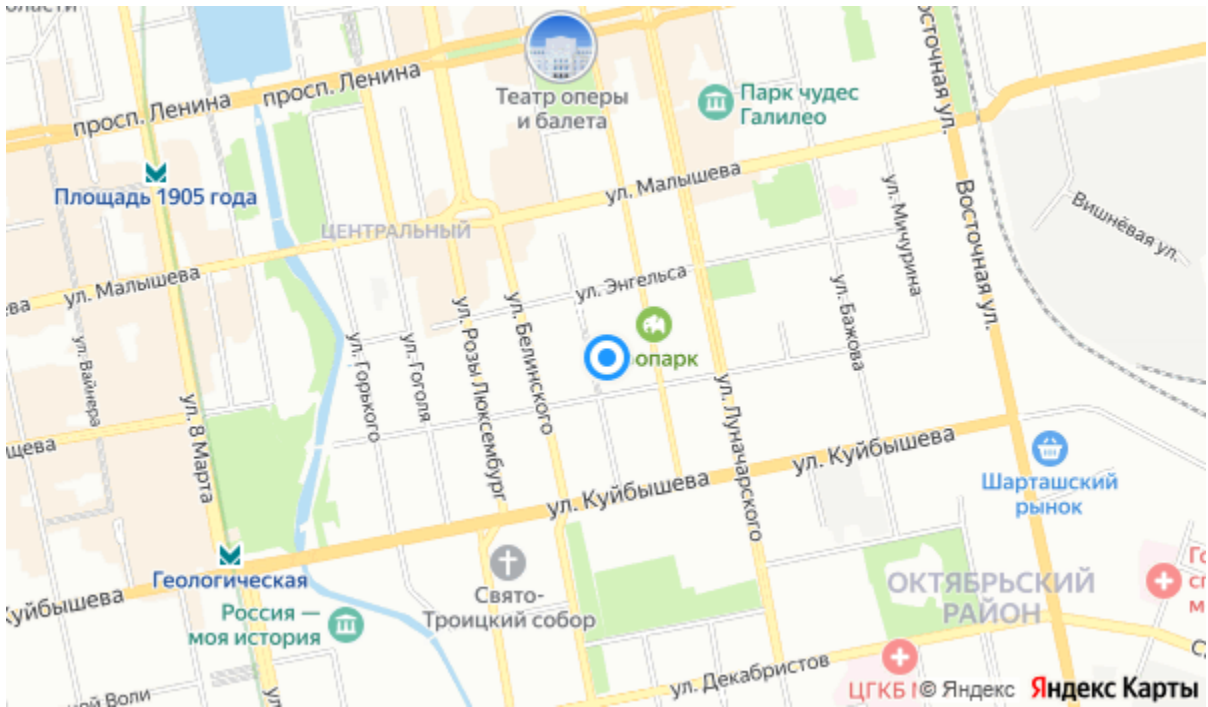 просп. Ленина
просп. Ленина
Театр оперы
и балета
Парк чудес
Галилео
Восточная ул.
Площадь 1905 года
ул. Малышева
ЦЕНТРАЛЬНЫЙ
ул. Мичурина
Восточная ул.
Вишнёвая ул.
ул. Малышева
ул. Энгельса
ул. Бажова
ул. Вайнера
ул. Горького
ул. Гоголя
ул. Розы Люксембург
ул. Белинского
опарк
ул. Луначарского
ул. 8 Марта
ул. Куйбышева
ул. Куйбышева
Шарташский
рынок
Геологическая
Куйбышева
Россия —
моя история
Свято-
Троицкий собор
ОКТЯБРЬСКИЙ
РАЙОН
ул. Декабристов
ЦГКБ
© Яндекс
Яндекс Карты